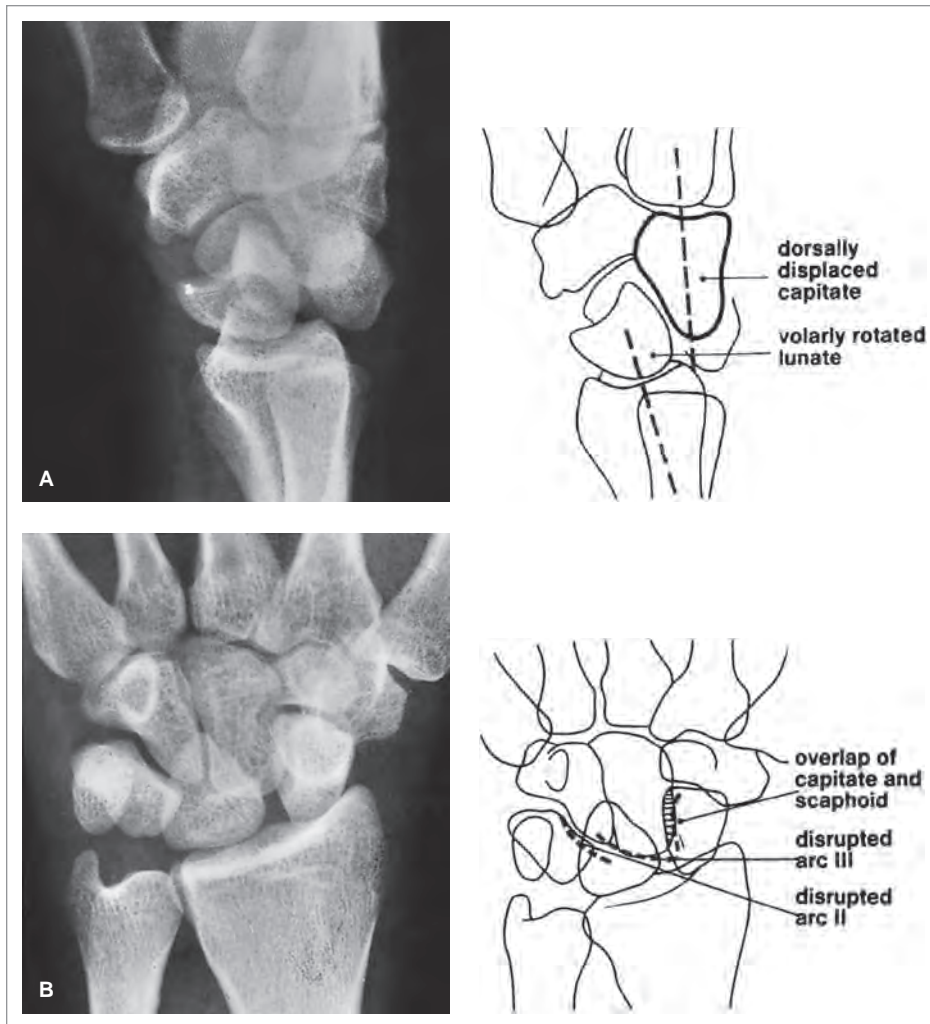 A
dorsally
displaced
capitate
volarly rotated
lunate
B
overlap of
capitate and
scaphoid
disrupted
arc III
disrupted
arc II